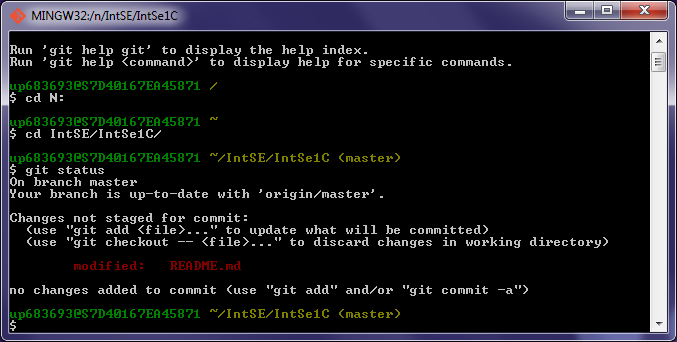 MINGW32:/n/IntSE/IntSe1C
Run 'git help git' to display the help index.
Run 'git help <command>' to display help for specific commands.
up683693@S7D40167EA45871 /
$ cd N:
up683693@S7D40167EA45871 ~
$ cd IntSE/IntSe1C/
up683693@S7D40167EA45871 ~/IntSE/IntSe1C (master)
$ git status
On branch master
Your branch is up-to-date with 'origin/master'.
Changes not staged for commit:
  (use "git add <file>..." to update what will be committed)
  (use "git checkout -- <file>..." to discard changes in working directory)
        modified:   README.md
no changes added to commit (use "git add" and/or "git commit -a")
up683693@S7D40167EA45871 ~/IntSE/IntSe1C (master)
$